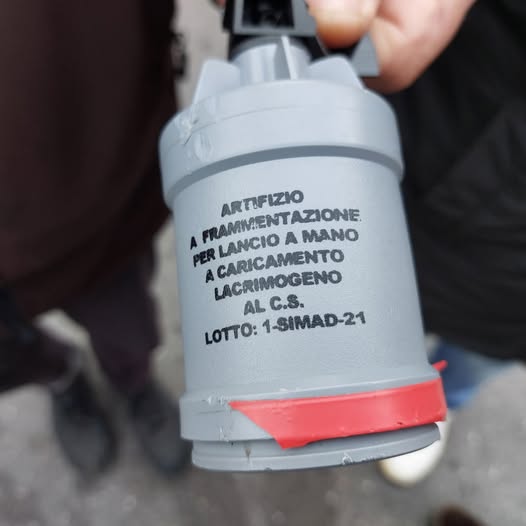 ARTIFIZIO
A FRAMMENTAZIONE
PER LANCIO A MANO
A CARICAMENTO
LACRIMOGENO
AL C.S.
LOTTO: 1-SIMAD-21